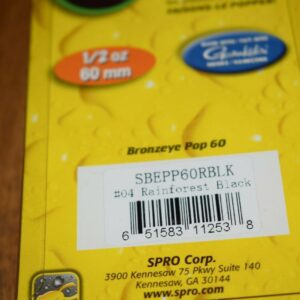 1/2 oz
60 mm
Gamakatsu
Bronzeye Pop 60
SBEPP60RBLK
#04 Rainforest Black
6 51583 11253 8
SPRO Corp.
3900 Kennesaw 75 Pkwy Suite 140
Kennesaw, GA 30144
www.spro.com